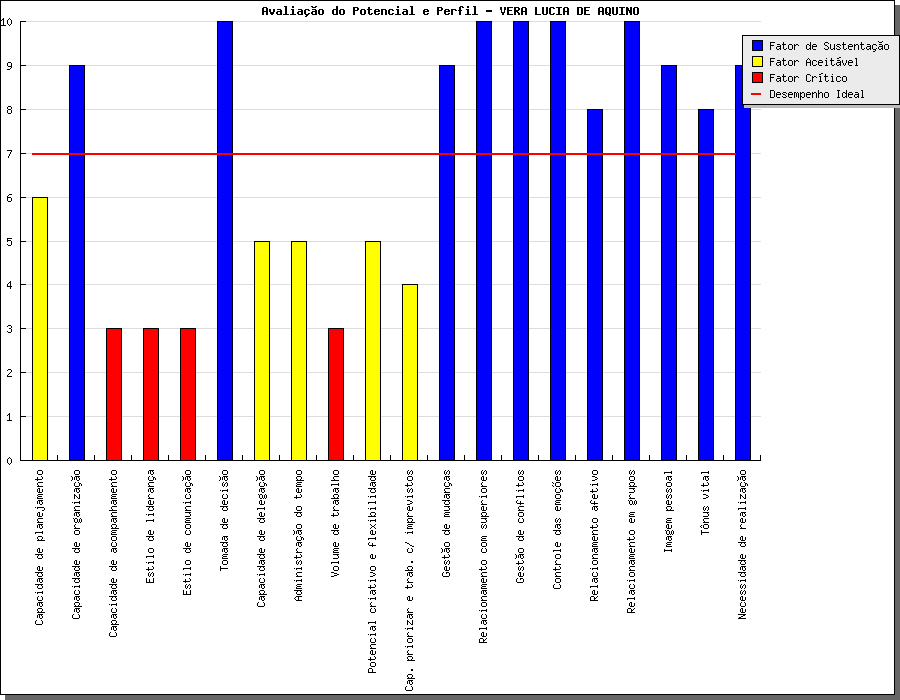 Avaliação do Potencial e Perfil - VERA LUCIA DE AQUINO
10
9
8
7
6
5
4
3
2
1
0
Fator de Sustentação
Fator Aceitável
Fator Crítico
Desempenho Ideal
Capacidade de planejamento
Capacidade de organização
Capacidade de acompanhamento
Estilo de liderança
Estilo de comunicação
Tomada de decisão
Capacidade de delegação
Administração do tempo
Volume de trabalho
Potencial criativo e flexibilidade
Cap. priorizar e trab. c/ imprevistos
Gestão de mudanças
Relacionamento com superiores
Gestão de conflitos
Controle das emoções
Relacionamento afetivo
Relacionamento em grupos
Imagem pessoal
Tônus vital
Necessidade de realização